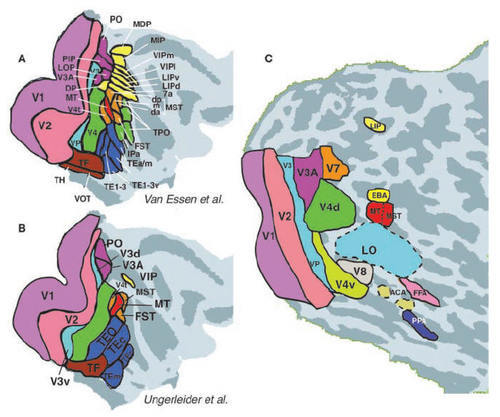 A
PO
MDP
MIP
PIP
LOP
V3A
DP
MT
V4t
VIPm
VIPl
LIPv
LIPd
7a
MST
dp
m
da
TPO
V1
V2
V3
V4
VP
FST
IPa
TEa/m
TF
TH
VOT
TE1-3
TE1-3v
Van Essen et al.
B
PO
V3d
V3A
V4t
VIP
MST
MT
FST
V1
V2
TEO
TEc
TF
TEm
V3v
Ungerleider et al.
C
LIP
V3
V3A
V7
EBA
MT
MST
V4d
V1
V2
LO
VP
V8
V4v
ACA
FFA
PPA